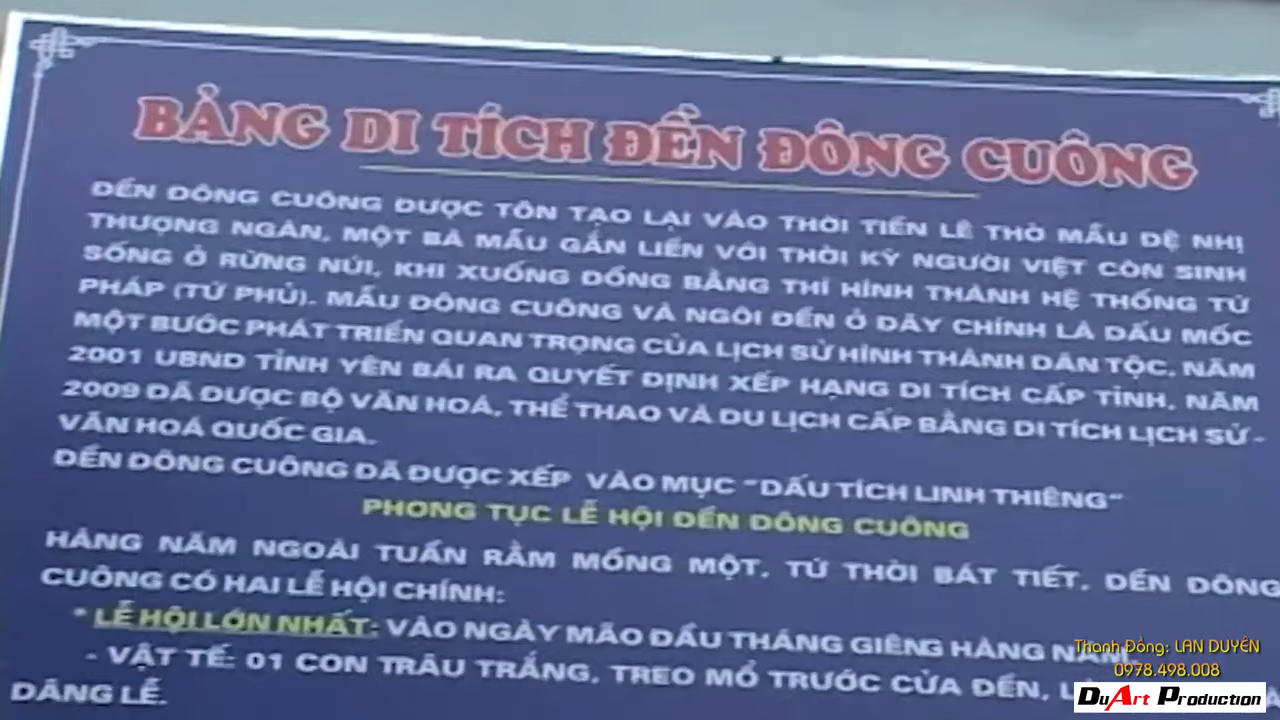 BẢNG DI TÍCH ĐỀN ĐÔNG CUÔNG
ĐỀN ĐÔNG CUÔNG ĐƯỢC TÔN TẠO LẠI VÀO THỜI TIỀN LÊ THỜ MẪU ĐỆ NHỊ
THƯỢNG NGÀN, MỘT BÀ MẪU GẮN LIỀN VỚI THỜI KỲ NGƯỜI VIỆT CÒN SINH
SỐNG Ở RỪNG NÚI, KHI XUỐNG ĐỒNG BẰNG THÌ HÌNH THÀNH HỆ THỐNG TỨ
PHÁP (TỨ PHỦ). MẪU ĐÔNG CUÔNG VÀ NGÔI ĐỀN Ở ĐÂY CHÍNH LÀ DẤU MỐC
MỘT BƯỚC PHÁT TRIỂN QUAN TRỌNG CỦA LỊCH SỬ HÌNH THÀNH DÂN TỘC. NĂM
2001 UBND TỈNH YÊN BÁI RA QUYẾT ĐỊNH XẾP HẠNG DI TÍCH CẤP TỈNH. NĂM
2009 ĐÃ ĐƯỢC BỘ VĂN HOÁ, THỂ THAO VÀ DU LỊCH CẤP BẰNG DI TÍCH LỊCH SỬ -
VĂN HOÁ QUỐC GIA.
ĐỀN ĐÔNG CUÔNG ĐÃ ĐƯỢC XẾP VÀO MỤC "DẤU TÍCH LINH THIÊNG"
PHONG TỤC LỄ HỘI ĐỀN ĐÔNG CUÔNG
HÀNG NĂM NGOÀI TUẦN RẰM MỒNG MỘT, TỨ THỜI BÁT TIẾT, ĐỀN ĐÔNG
CUÔNG CÓ HAI LỄ HỘI CHÍNH:
* LỄ HỘI LỚN NHẤT: VÀO NGÀY MÃO ĐẦU THÁNG GIÊNG HÀNG NĂM
- VẬT TẾ: 01 CON TRÂU TRẮNG, TREO MỔ TRƯỚC CỬA ĐỀN,
DÂNG LỄ.
Thanh Đồng: LAN DUYÊN
0978.498.008
DuArt Production